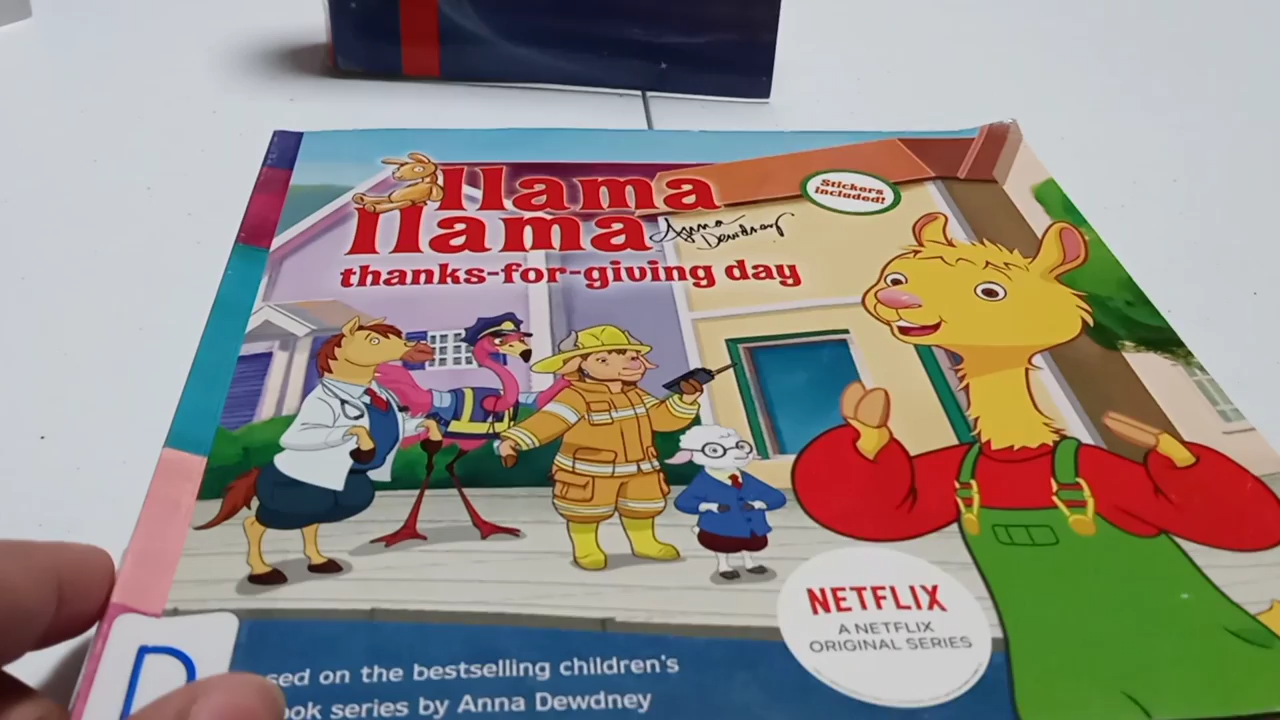 llama
llama
Anna
Dewdney
thanks-for-giving day
Stickers
included!
NETFLIX
A NETFLIX
ORIGINAL SERIES
D
sed on the bestselling children's
ook series by Anna Dewdney